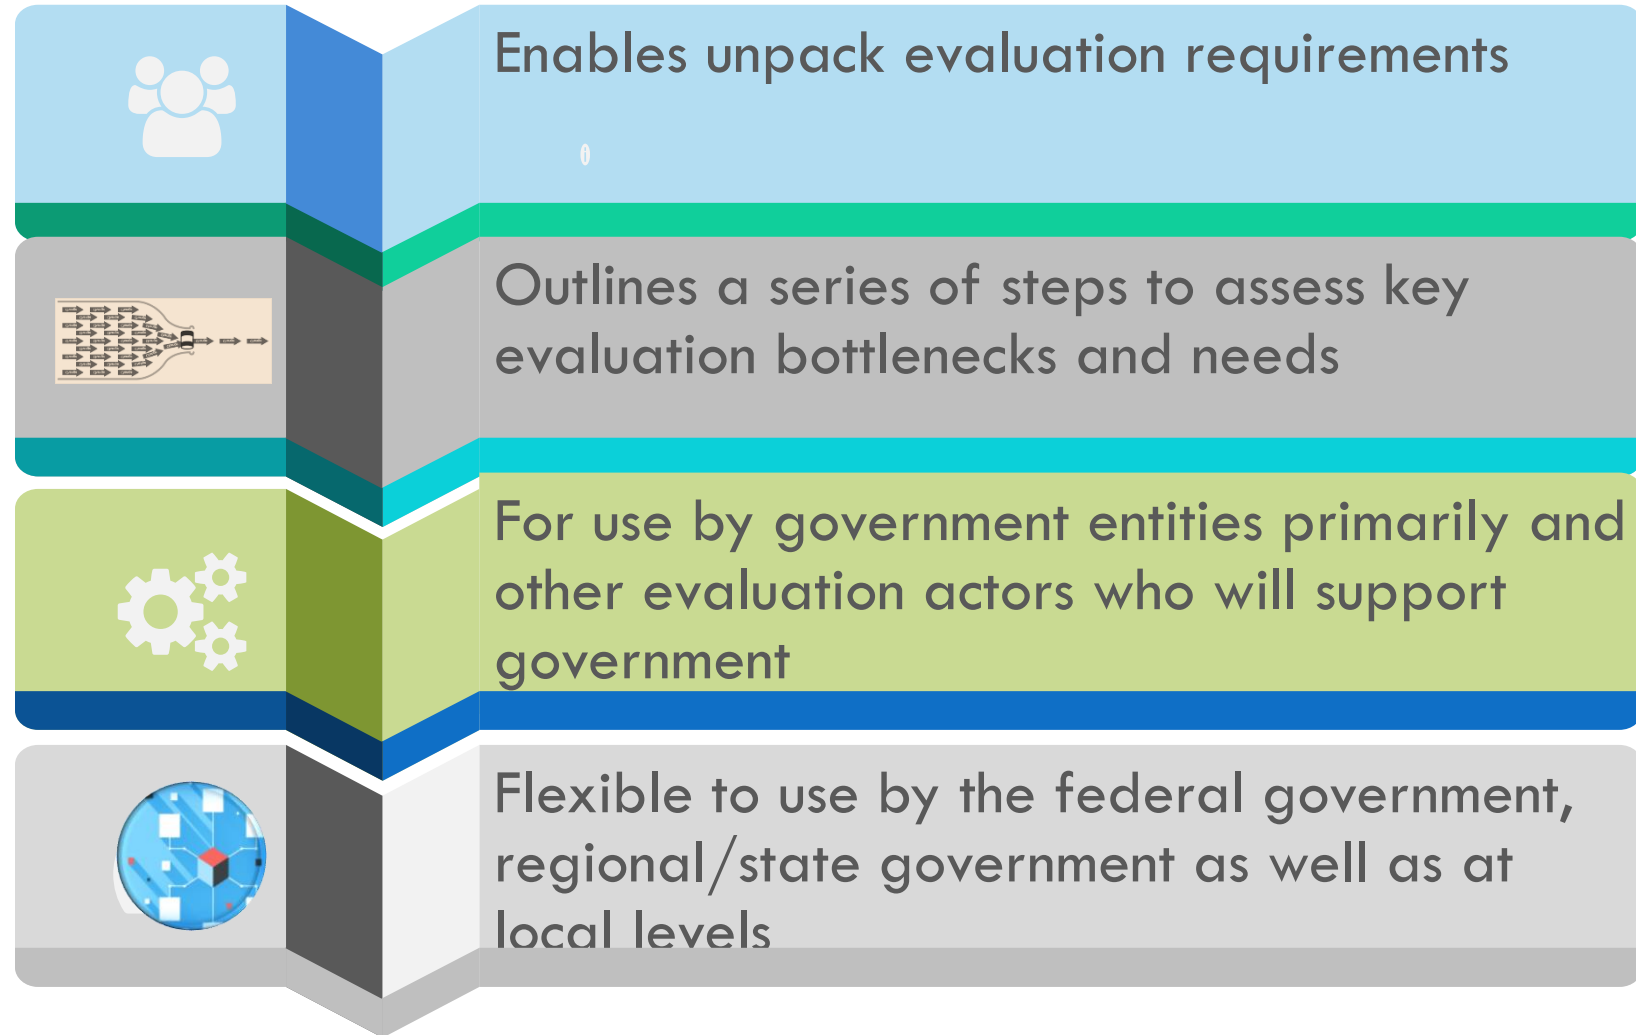 Enables unpack evaluation requirements
Outlines a series of steps to assess key
evaluation bottlenecks and needs
For use by government entities primarily and
other evaluation actors who will support
government
Flexible to use by the federal government,
regional/state government as well as at
local levels